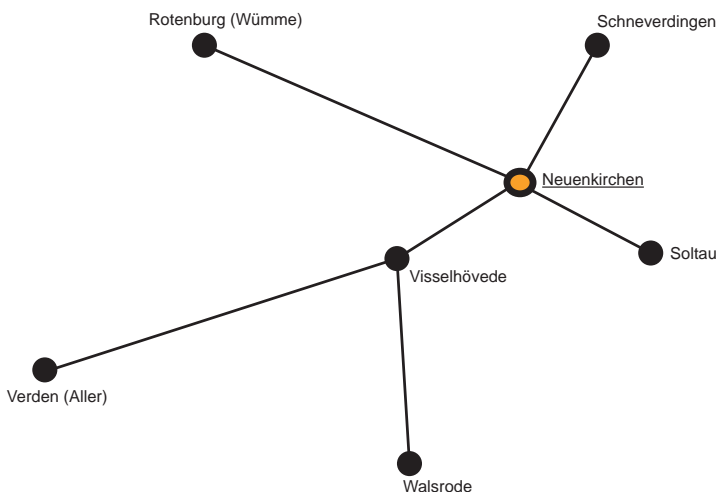 Rotenburg (Wümme)
Schneverdingen
Neuenkirchen
Soltau
Visselhövede
Verden (Aller)
Walsrode